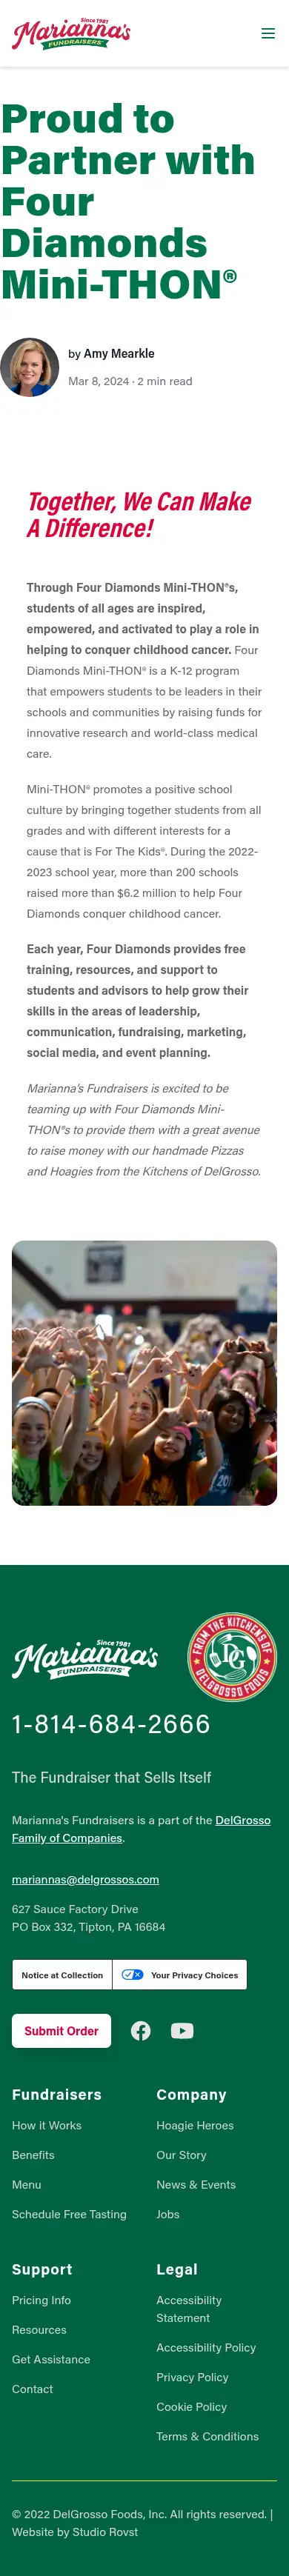 Since 1981
Marianna's
FUNDRAISERS®
Proud to
Partner with
Four
Diamonds
Mini-THON®
by Amy Mearkle
Mar 8, 2024 · 2 min read
Together, We Can Make
A Difference!
Through Four Diamonds Mini-THON®s,
students of all ages are inspired,
empowered, and activated to play a role in
helping to conquer childhood cancer. Four
Diamonds Mini-THON® is a K-12 program
that empowers students to be leaders in their
schools and communities by raising funds for
innovative research and world-class medical
care.
Mini-THON® promotes a positive school
culture by bringing together students from all
grades and with different interests for a
cause that is For The Kids®. During the 2022-
2023 school year, more than 200 schools
raised more than $6.2 million to help Four
Diamonds conquer childhood cancer.
Each year, Four Diamonds provides free
training, resources, and support to
students and advisors to help grow their
skills in the areas of leadership,
communication, fundraising, marketing,
social media, and event planning.
Marianna's Fundraisers is excited to be
teaming up with Four Diamonds Mini-
THON®s to provide them with a great avenue
to raise money with our handmade Pizzas
and Hoagies from the Kitchens of DelGrosso.
Since 1981
Marianna's
FUNDRAISERS®
FROM THE KITCHENS OF
DG
DELGROSSO FOODS
1-814-684-2666
The Fundraiser that Sells Itself
Marianna's Fundraisers is a part of the DelGrosso
Family of Companies.
mariannas@delgrossos.com
627 Sauce Factory Drive
PO Box 332, Tipton, PA 16684
Notice at Collection
Your Privacy Choices
Submit Order
Fundraisers
How it Works
Benefits
Menu
Schedule Free Tasting
Company
Hoagie Heroes
Our Story
News & Events
Jobs
Support
Pricing Info
Resources
Get Assistance
Contact
Legal
Accessibility
Statement
Accessibility Policy
Privacy Policy
Cookie Policy
Terms & Conditions
© 2022 DelGrosso Foods, Inc. All rights reserved. |
Website by Studio Rovst